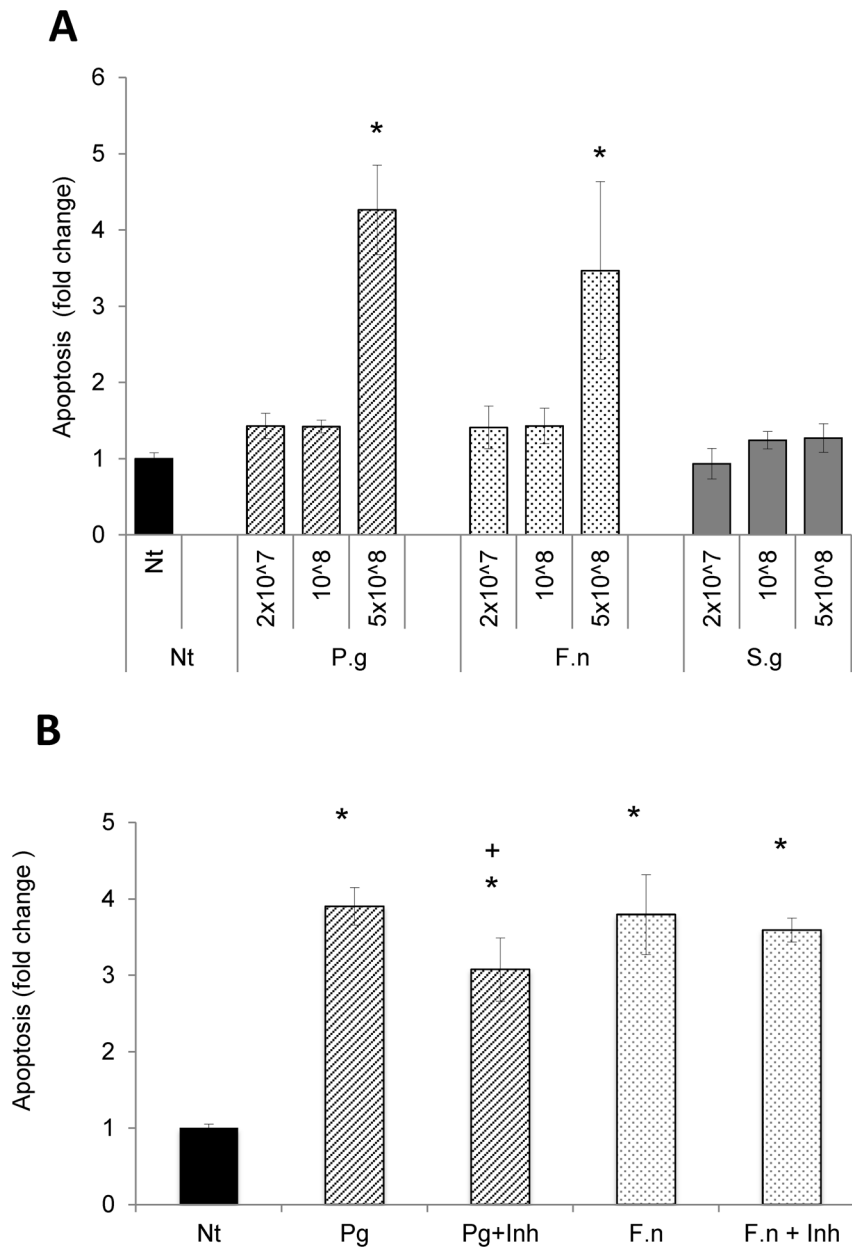 A
Apoptosis (fold change)
6
5
4
3
2
1
0
*
*
Nt
2x10^7
10^8
5x10^8
2x10^7
10^8
5x10^8
2x10^7
10^8
5x10^8
Nt
P.g
F.n
S.g
B
Apoptosis (fold change )
5
4
3
2
1
0
*
+
*
*
*
Nt
Pg
Pg+Inh
F.n
F.n + Inh